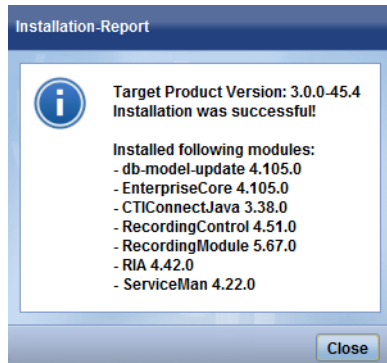 Installation-Report
Target Product Version: 3.0.0-45.4
Installation was successful!
Installed following modules:
- db-model-update 4.105.0
- EnterpriseCore 4.105.0
- CTIConnectJava 3.38.0
- RecordingControl 4.51.0
- RecordingModule 5.67.0
- RIA 4.42.0
- ServiceMan 4.22.0
Close